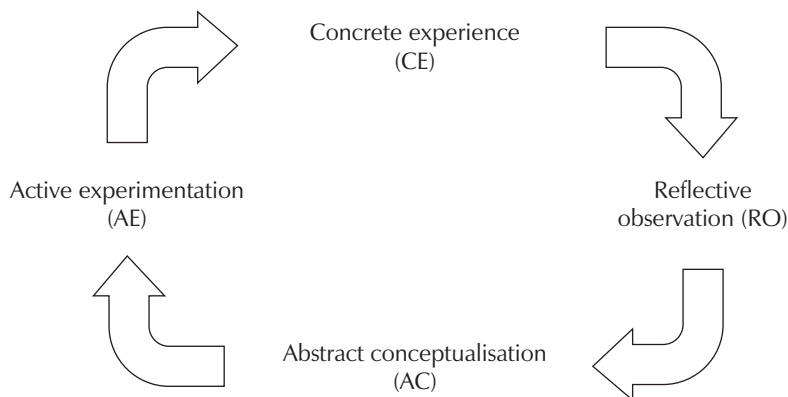 Concrete experience
(CE)
Active experimentation
(AE)
Reflective
observation (RO)
Abstract conceptualisation
(AC)